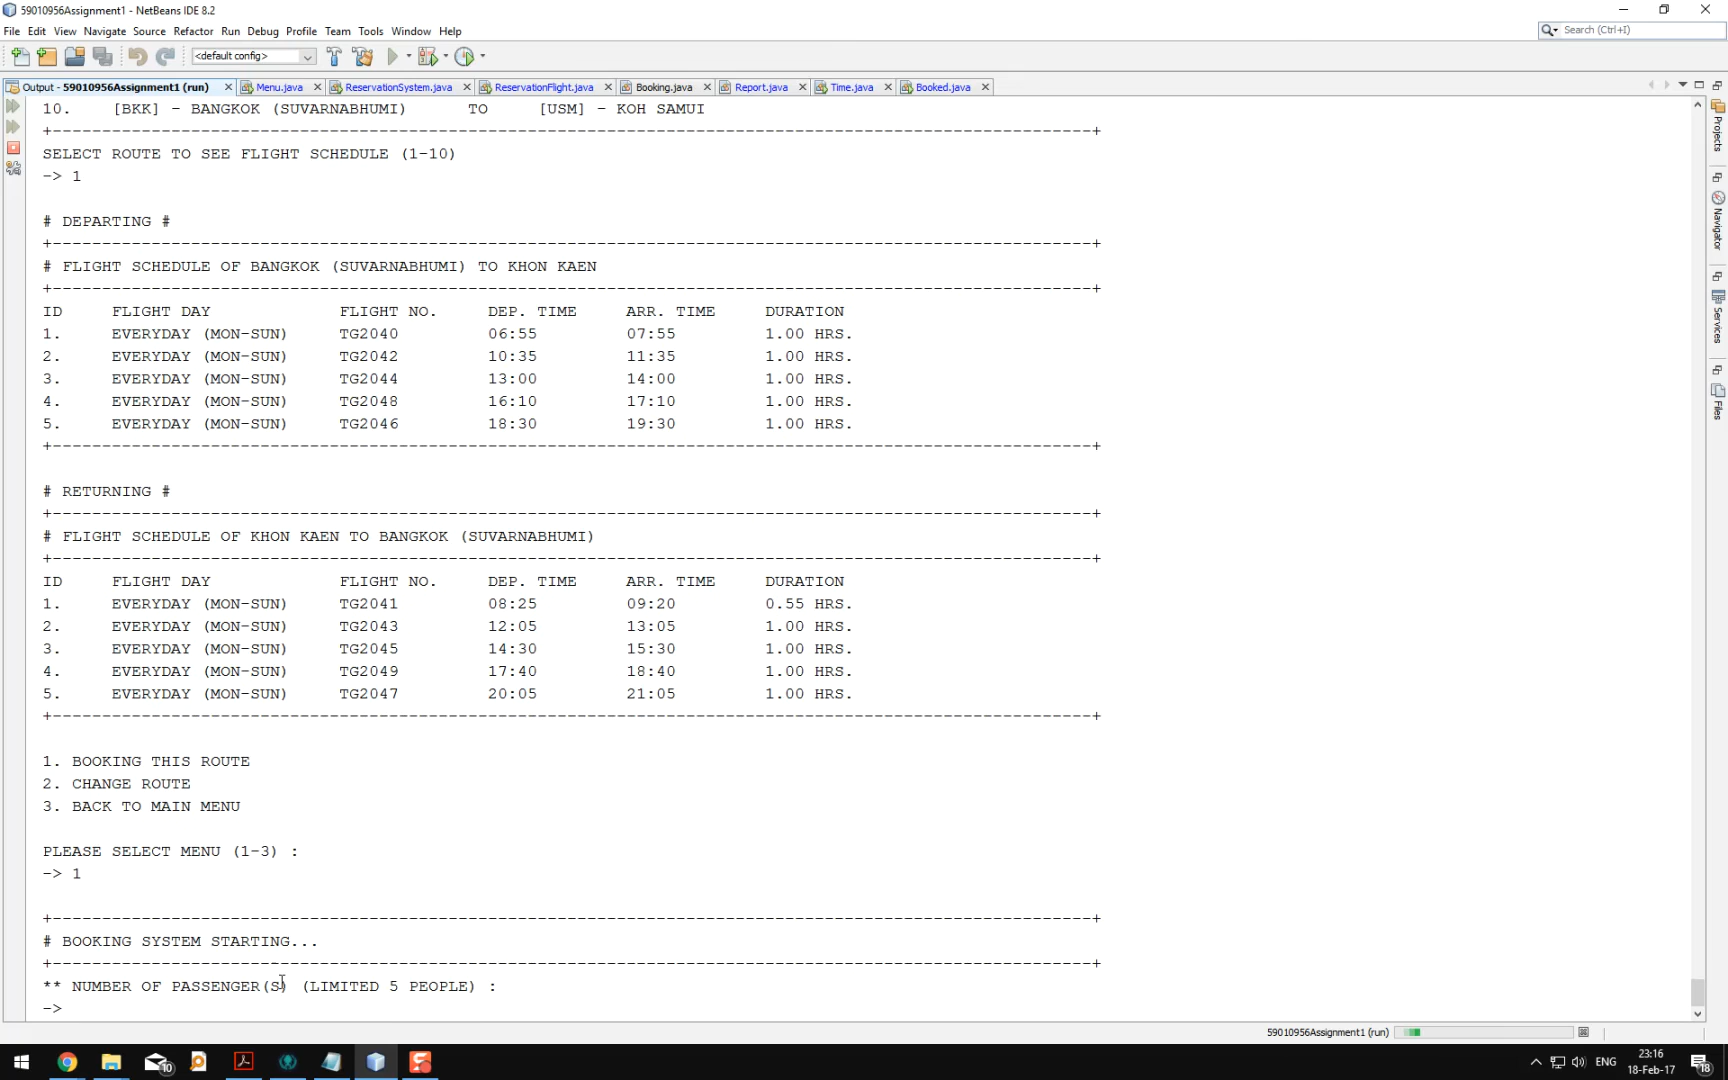 59010956Assignment1 - NetBeans IDE 8.2
File Edit View Navigate Source Refactor Run Debug Profile Team Tools Window Help
Search (Ctrl+I)
<default config>
Output - 59010956Assignment1 (run) Menu.java ReservationSystem.java ReservationFlight.java Booking.java Report.java Time.java Booked.java
10. [BKK] - BANGKOK (SUVARNABHUMI) TO [USM] - KOH SAMUI
+----------------------------------------------------------------------------------------------------------+
SELECT ROUTE TO SEE FLIGHT SCHEDULE (1-10)
-> 1
# DEPARTING #
+----------------------------------------------------------------------------------------------------------+
# FLIGHT SCHEDULE OF BANGKOK (SUVARNABHUMI) TO KHON KAEN
+----------------------------------------------------------------------------------------------------------+
ID FLIGHT DAY FLIGHT NO. DEP. TIME ARR. TIME DURATION
1. EVERYDAY (MON-SUN) TG2040 06:55 07:55 1.00 HRS.
2. EVERYDAY (MON-SUN) TG2042 10:35 11:35 1.00 HRS.
3. EVERYDAY (MON-SUN) TG2044 13:00 14:00 1.00 HRS.
4. EVERYDAY (MON-SUN) TG2048 16:10 17:10 1.00 HRS.
5. EVERYDAY (MON-SUN) TG2046 18:30 19:30 1.00 HRS.
+----------------------------------------------------------------------------------------------------------+
# RETURNING #
+----------------------------------------------------------------------------------------------------------+
# FLIGHT SCHEDULE OF KHON KAEN TO BANGKOK (SUVARNABHUMI)
+----------------------------------------------------------------------------------------------------------+
ID FLIGHT DAY FLIGHT NO. DEP. TIME ARR. TIME DURATION
1. EVERYDAY (MON-SUN) TG2041 08:25 09:20 0.55 HRS.
2. EVERYDAY (MON-SUN) TG2043 12:05 13:05 1.00 HRS.
3. EVERYDAY (MON-SUN) TG2045 14:30 15:30 1.00 HRS.
4. EVERYDAY (MON-SUN) TG2049 17:40 18:40 1.00 HRS.
5. EVERYDAY (MON-SUN) TG2047 20:05 21:05 1.00 HRS.
+----------------------------------------------------------------------------------------------------------+
1. BOOKING THIS ROUTE
2. CHANGE ROUTE
3. BACK TO MAIN MENU
PLEASE SELECT MENU (1-3) :
-> 1
+----------------------------------------------------------------------------------------------------------+
# BOOKING SYSTEM STARTING...
+----------------------------------------------------------------------------------------------------------+
** NUMBER OF PASSENGER(S) (LIMITED 5 PEOPLE) :
->
Projects
Navigator
Services
Files
59010956Assignment1 (run)
10
ENG
23:16
18-Feb-17
18